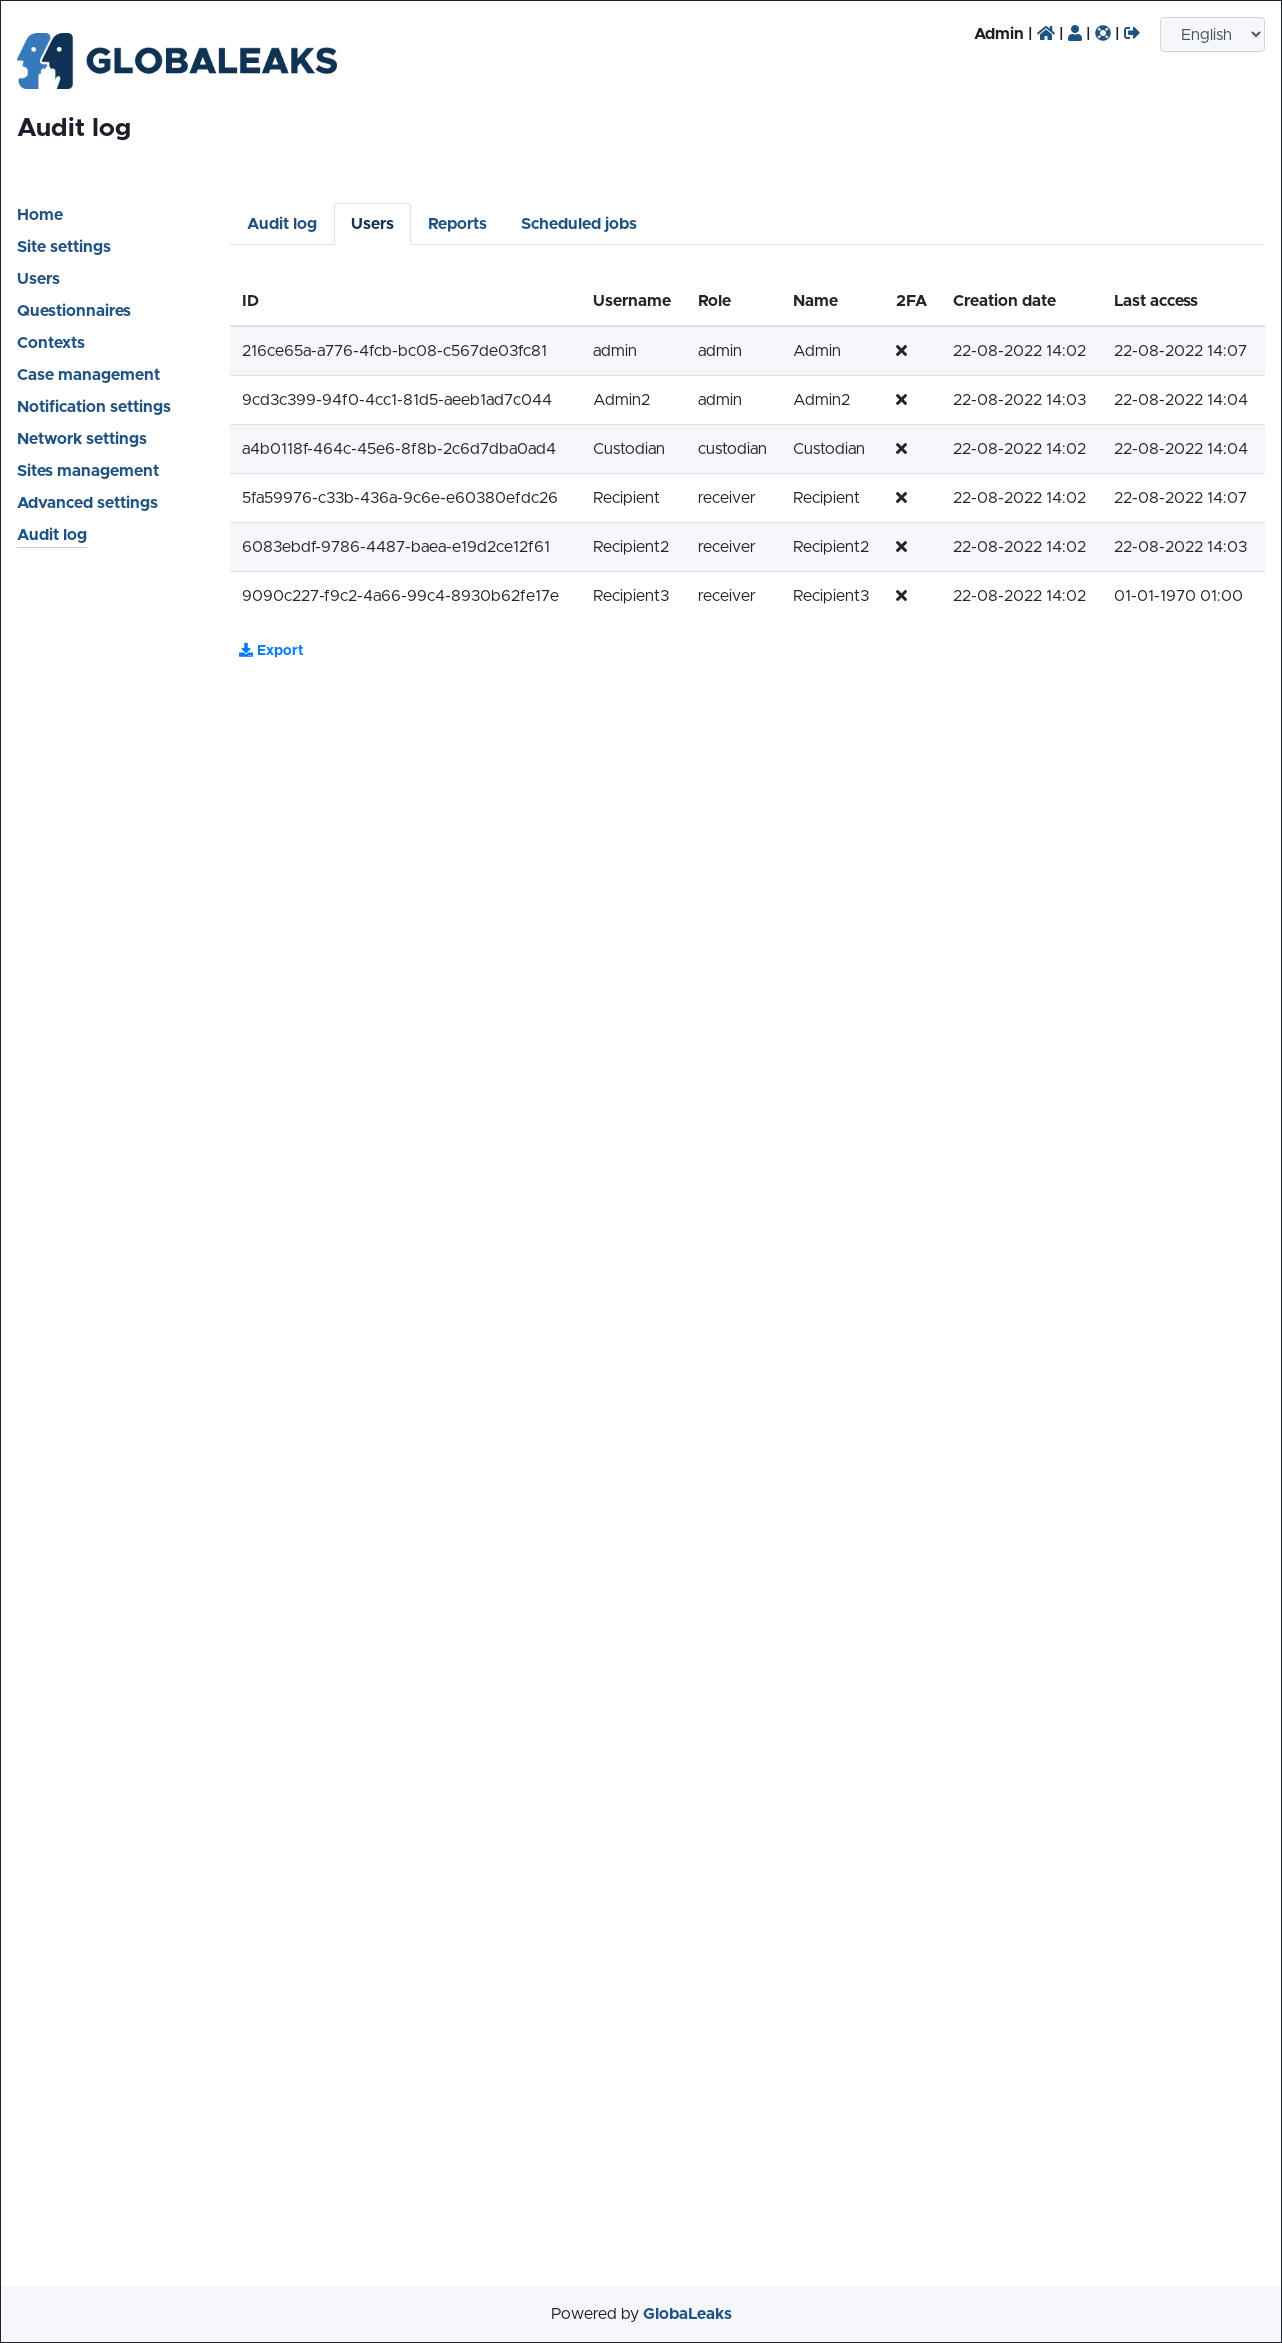 Admin | | | | English
GLOBALEAKS
Audit log
Home
Site settings
Users
Questionnaires
Contexts
Case management
Notification settings
Network settings
Sites management
Advanced settings
Audit log
Audit log Users Reports Scheduled jobs
ID Username Role Name 2FA Creation date Last access
216ce65a-a776-4fcb-bc08-c567de03fc81 admin admin Admin 22-08-2022 14:02 22-08-2022 14:07
9cd3c399-94f0-4cc1-81d5-aeeb1ad7c044 Admin2 admin Admin2 22-08-2022 14:03 22-08-2022 14:04
a4b0118f-464c-45e6-8f8b-2c6d7dba0ad4 Custodian custodian Custodian 22-08-2022 14:02 22-08-2022 14:04
5fa59976-c33b-436a-9c6e-e60380efdc26 Recipient receiver Recipient 22-08-2022 14:02 22-08-2022 14:07
6083ebdf-9786-4487-baea-e19d2ce12f61 Recipient2 receiver Recipient2 22-08-2022 14:02 22-08-2022 14:03
9090c227-f9c2-4a66-99c4-8930b62fe17e Recipient3 receiver Recipient3 22-08-2022 14:02 01-01-1970 01:00
Export
Powered by GlobaLeaks